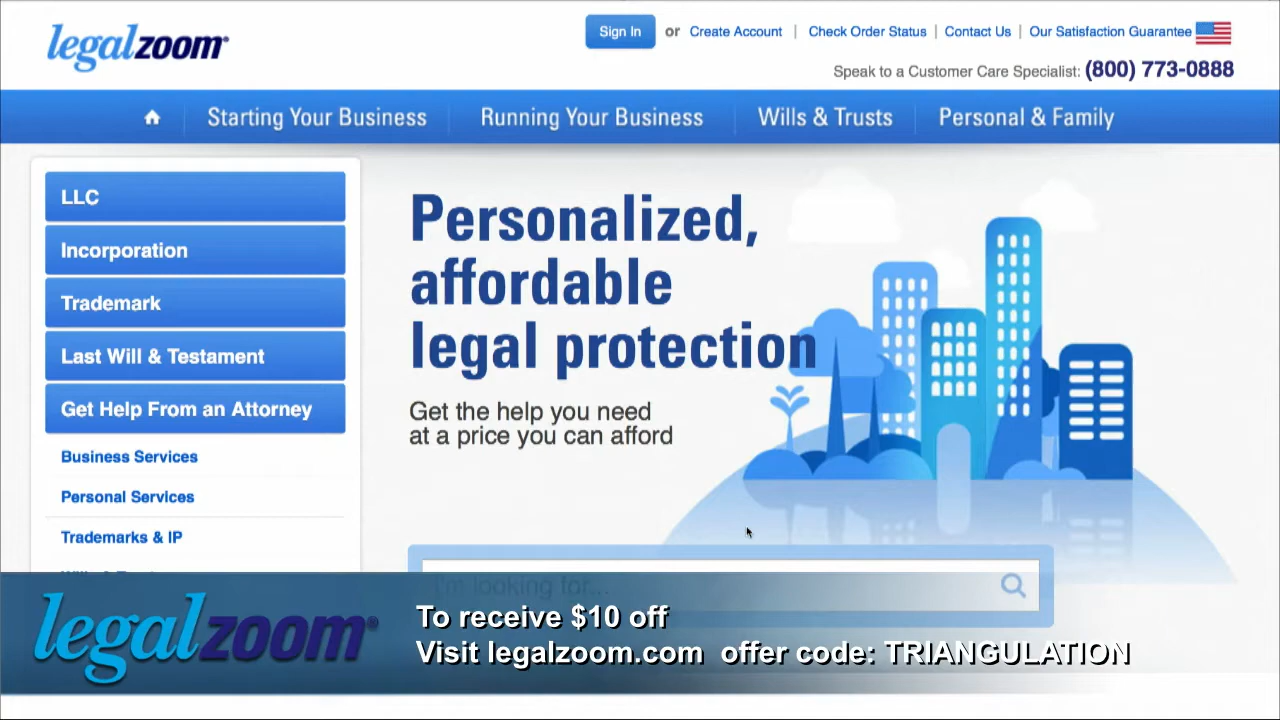 legalzoom®
Sign In or Create Account | Check Order Status | Contact Us | Our Satisfaction Guarantee
Speak to a Customer Care Specialist: (800) 773-0888
Starting Your Business Running Your Business Wills & Trusts Personal & Family
LLC
Incorporation
Trademark
Last Will & Testament
Get Help From an Attorney
Business Services
Personal Services
Trademarks & IP
Personalized,
affordable
legal protection
Get the help you need
at a price you can afford
I'm looking for...
legalzoom®
To receive $10 off
Visit legalzoom.com offer code: TRIANGULATION